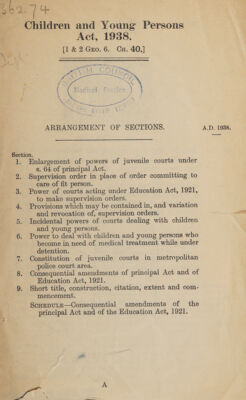 362.74
Children and Young Persons
Act, 1938.
[1 & 2 GEO. 6. CH. 40.]
COUNCIL
Medical
ARRANGEMENT OF SECTIONS.
A.D. 1938.
Section.
1. Enlargement of powers of juvenile courts under
s. 64 of principal Act.
2. Supervision order in place of order committing to
care of fit person.
3. Power of courts acting under Education Act, 1921,
to make supervision orders.
4. Provisions which may be contained in, and variation
and revocation of, supervision orders.
5. Incidental powers of courts dealing with children
and young persons.
6. Power to deal with children and young persons who
become in need of medical treatment while under
detention.
7. Constitution of juvenile courts in metropolitan
police court area.
8. Consequential amendments of principal Act and of
Education Act, 1921.
9. Short title, construction, citation, extent and com-
mencement.
SCHEDULE—Consequential amendments of the
principal Act and of the Education Act, 1921.
A